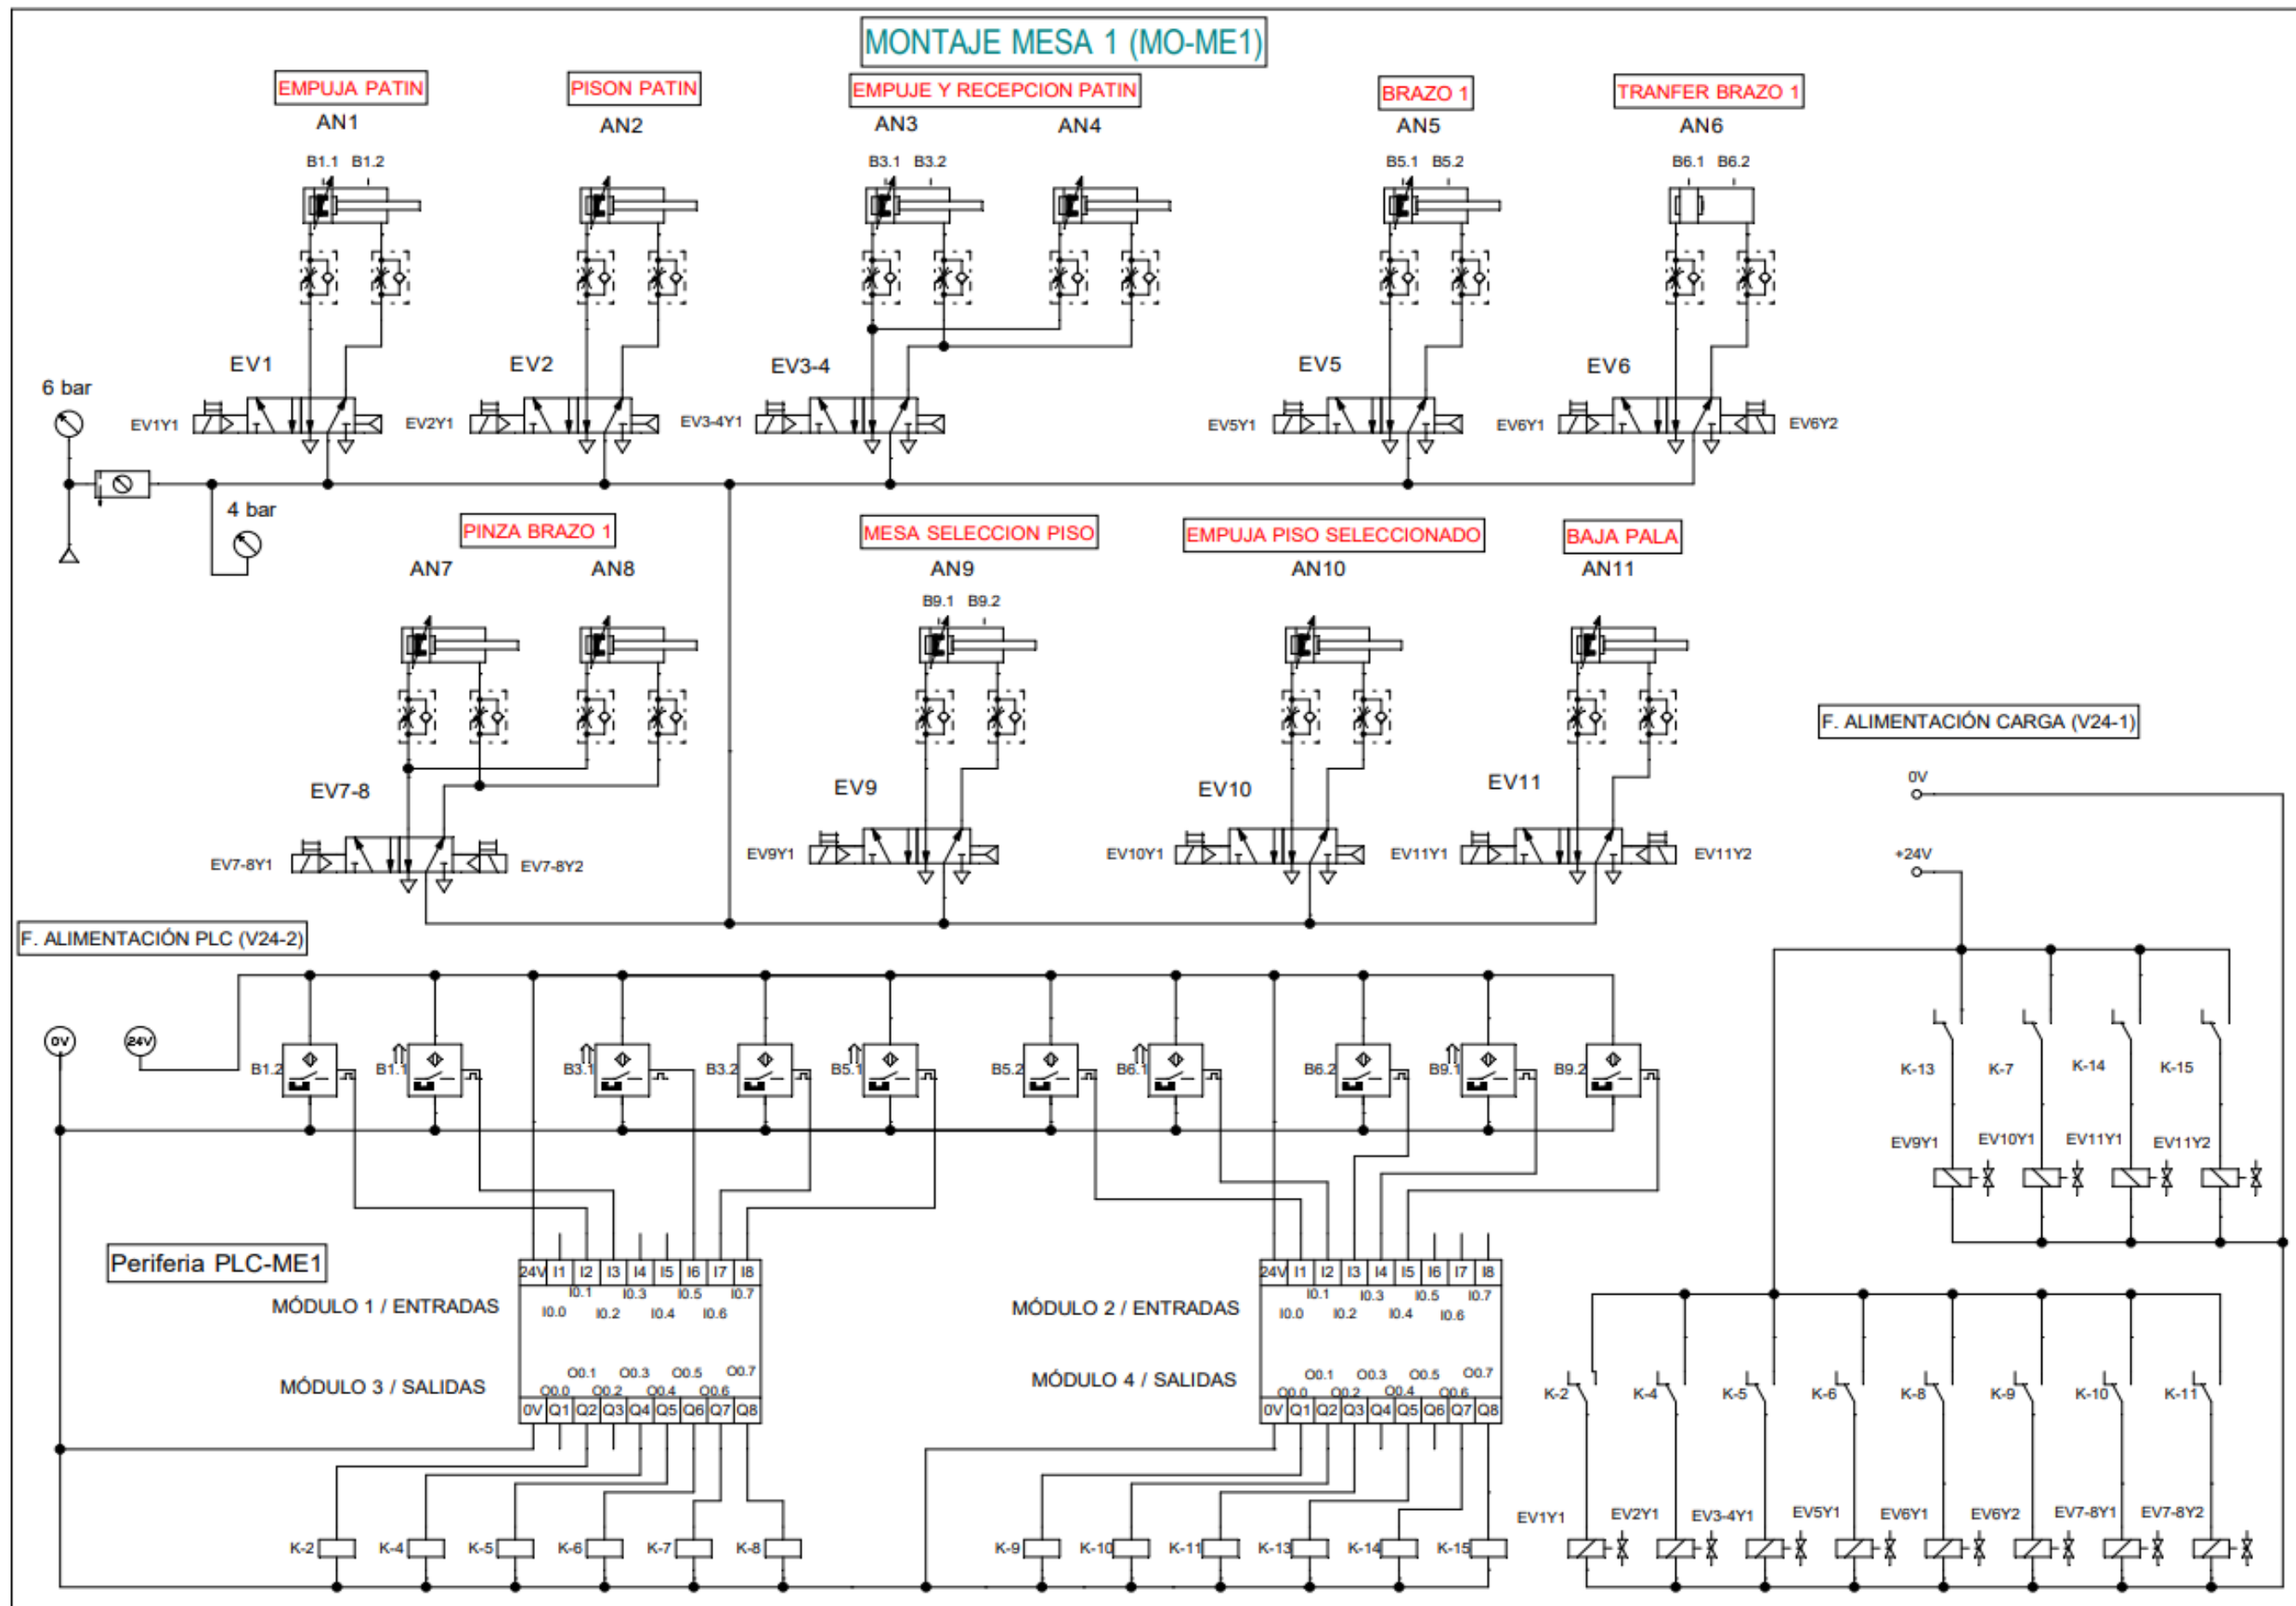 MONTAJE MESA 1 (MO-ME1)
EMPUJA PATIN
PISON PATIN
EMPUJE Y RECEPCION PATIN
BRAZO 1
TRANFER BRAZO 1
AN1
AN2
AN3
AN4
AN5
AN6
B1.1 B1.2
B3.1 B3.2
B5.1 B5.2
B6.1 B6.2
EV1
EV2
EV3-4
EV5
EV6
6 bar
EV1Y1
EV2Y1
EV3-4Y1
EV5Y1
EV6Y1
EV6Y2
4 bar
PINZA BRAZO 1
MESA SELECCION PISO
EMPUJA PISO SELECCIONADO
BAJA PALA
AN7
AN8
AN9
AN10
AN11
B9.1 B9.2
EV7-8
EV9
EV10
EV11
EV7-8Y1
EV7-8Y2
EV9Y1
EV10Y1
EV11Y1
EV11Y2
F. ALIMENTACIÓN CARGA (V24-1)
0V
+24V
F. ALIMENTACIÓN PLC (V24-2)
0V
24V
B1.2
B1.1
B3.1
B3.2
B5.1
B5.2
B6.1
B6.2
B9.1
B9.2
K-13
K-7
K-14
K-15
EV9Y1
EV10Y1
EV11Y1
EV11Y2
Periferia PLC-ME1
24V I1 I2 I3 I4 I5 I6 I7 I8
I0.1 I0.3 I0.5 I0.7
I0.0 I0.2 I0.4 I0.6
MÓDULO 1 / ENTRADAS
MÓDULO 3 / SALIDAS
O0.1 O0.3 O0.5 O0.7
O0.0 O0.2 O0.4 O0.6
0V Q1 Q2 Q3 Q4 Q5 Q6 Q7 Q8
24V I1 I2 I3 I4 I5 I6 I7 I8
I0.1 I0.3 I0.5 I0.7
I0.0 I0.2 I0.4 I0.6
MÓDULO 2 / ENTRADAS
MÓDULO 4 / SALIDAS
O0.1 O0.3 O0.5 O0.7
O0.0 O0.2 O0.4 O0.6
0V Q1 Q2 Q3 Q4 Q5 Q6 Q7 Q8
K-2
K-4
K-5
K-6
K-8
K-9
K-10
K-11
K-2
K-4
K-5
K-6
K-7
K-8
K-9
K-10
K-11
K-13
K-14
K-15
EV1Y1
EV2Y1
EV3-4Y1
EV5Y1
EV6Y1
EV6Y2
EV7-8Y1
EV7-8Y2